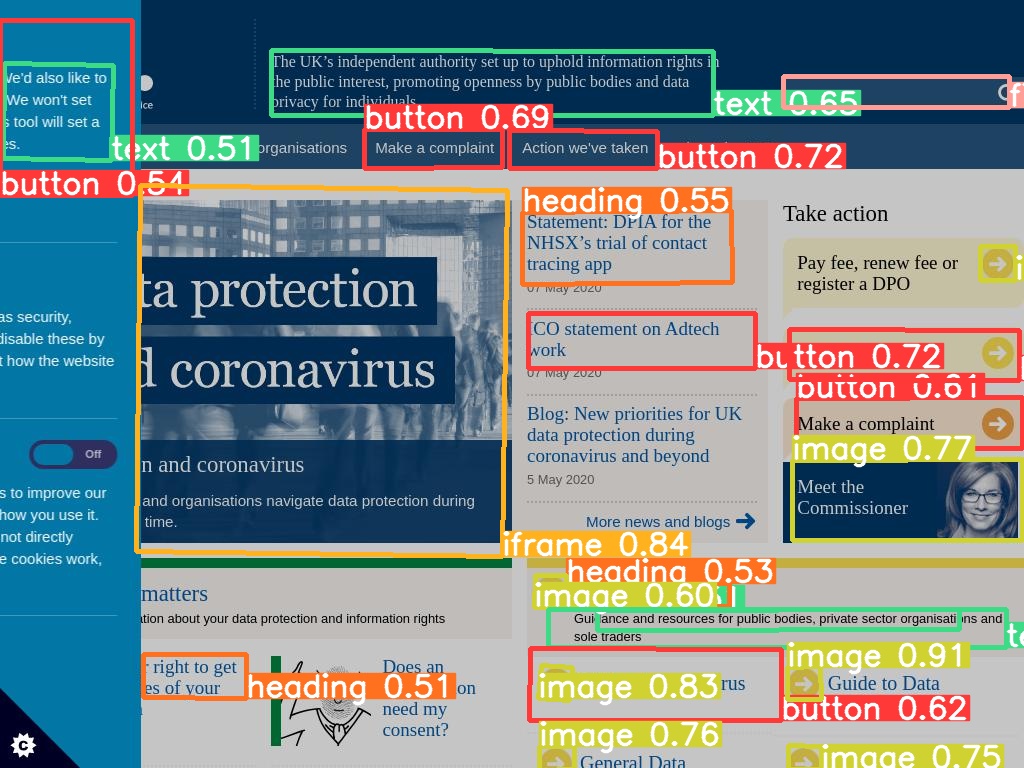 We'd also like to
We won't set
s tool will set a
es.
ice
The UK's independent authority set up to uphold information rights in
the public interest, promoting openness by public bodies and data
privacy for individuals
text 0.65
button 0.69
text 0.51
button 0.54
organisations
Make a complaint
Action we've taken
button 0.72
as security,
disable these by
t how the website
Off
s to improve our
how you use it.
not directly
e cookies work,
ta protection
d coronavirus
n and coronavirus
and organisations navigate data protection during
time.
iframe 0.84
heading 0.55
Statement: DPIA for the
NHSX's trial of contact
tracing app
07 May 2020
ICO statement on Adtech
work
07 May 2020
Blog: New priorities for UK
data protection during
coronavirus and beyond
5 May 2020
More news and blogs
Take action
Pay fee, renew fee or
register a DPO
button 0.72
button 0.61
Make a complaint
image 0.77
Meet the
Commissioner
matters
ation about your data protection and information rights
heading 0.53
image 0.60
Guidance and resources for public bodies, private sector organisations and
sole traders
r right to get
es of your
heading 0.51
Does an
on
need my
consent?
image 0.83
rus
image 0.91
Guide to Data
button 0.62
image 0.76
General Data
image 0.75